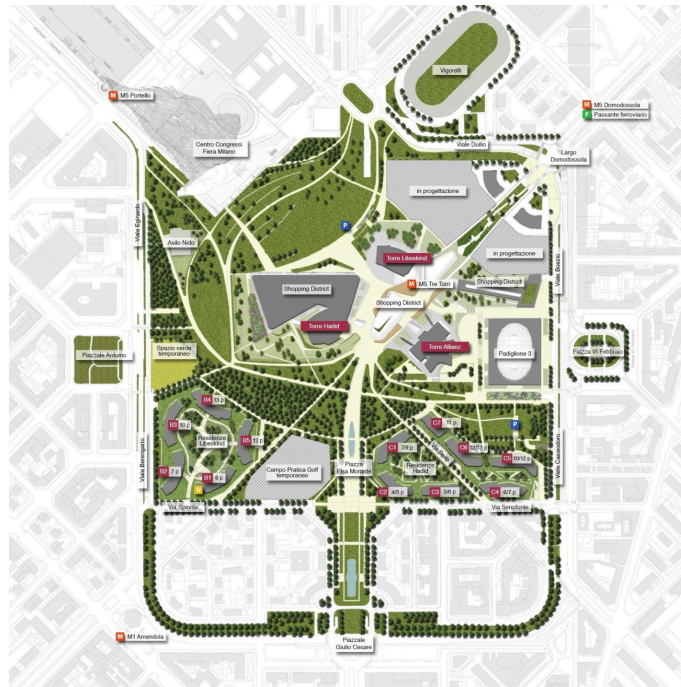 Vigorelli
M M5 Portello
M M5 Domodossola
F Passante ferroviario
Centro Congressi
Fiera Milano
Viale Duilio
Largo
Domodossola
in progettazione
Viale Eginardo
P
Asilo Nido
in progettazione
Viale Boezio
Torre Libeskind
Shopping District
M M5 Tre Torri
Shopping District
Shopping District
Torre Hadid
Torre Allianz
Piazzale Arduino
Spazio verde
temporaneo
Padiglione 3
Piazza VI Febbraio
B4 13 p
B3 10 p
Residenze
Libeskind
B5 12 p
B2 7 p
B1 6 p
Viale Berengario
Campo Pratica Golf
temporaneo
Piazza
Elsa Morante
C7 11 p
P
C1 7/9 p
Via Berlin
C6 12/13 p
Residenze
Hadid
C5 10/12 p
C2 4/5 p
C3 5/6 p
C4 6/7 p
Viale Cassiodoro
Via Spinola
Via Senofonte
M M1 Amendola
Piazzale
Giulio Cesare